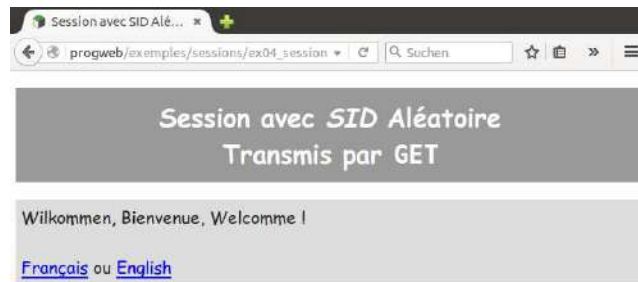 Session avec SID Alé...
progweb/exemples/sessions/ex04_session
Suchen
Session avec SID Aléatoire
Transmis par GET
Wilkommen, Bienvenue, Welcomme !
Français ou English